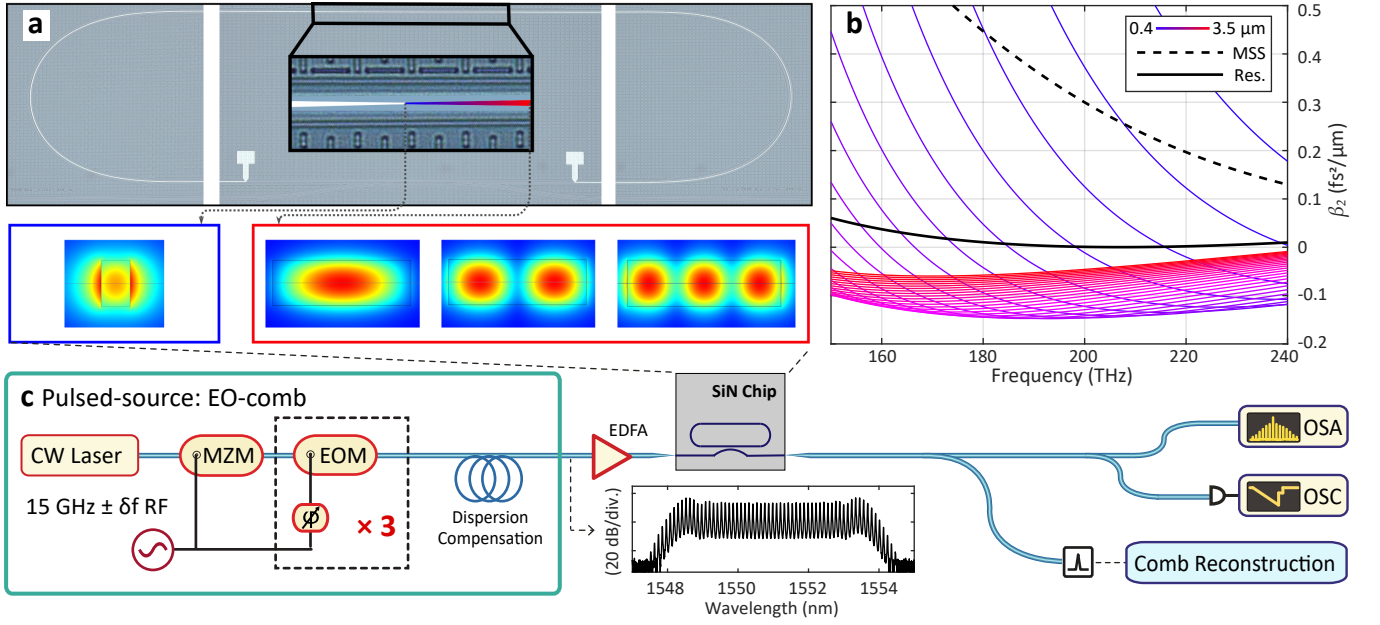 a
b
0.4 3.5 μm
MSS
Res.
0.5
0.4
0.3
0.2
0.1
0
-0.1
-0.2
β₂ (fs²/μm)
160 180 200 220 240
Frequency (THz)
c Pulsed-source: EO-comb
CW Laser
MZM
EOM
15 GHz ± δf RF
φ
× 3
Dispersion
Compensation
EDFA
SiN Chip
(20 dB/div.)
1548 1550 1552 1554
Wavelength (nm)
OSA
OSC
Comb Reconstruction